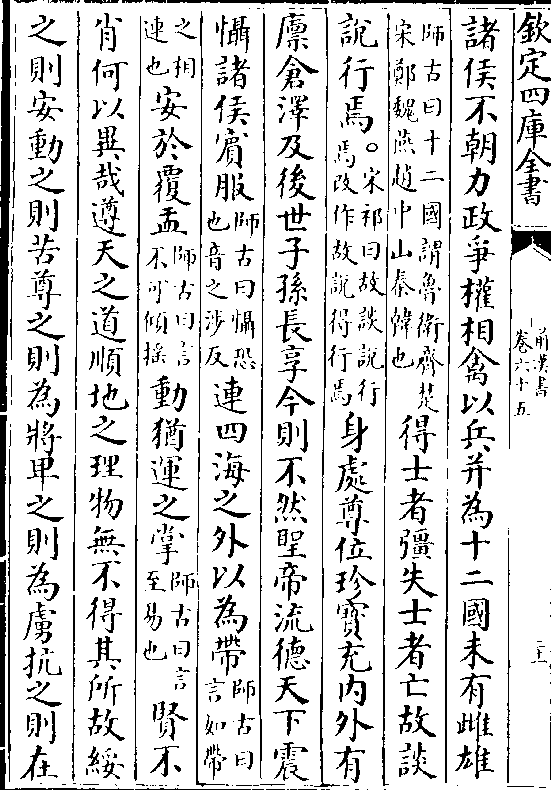 欽定四庫全書
前漢書
卷六十五
諸侯不朝力政爭權相禽以兵并為十二國未有雌雄
師古曰十二國謂魯衛齊楚
宋鄭魏燕趙中山秦韓也
得士者彊失士者亡故談
說行焉。
宋祁曰故談說行
焉改作故說得行焉
身處尊位珍寶充内外有
廪倉澤及後世子孫長享今則不然聖帝流德天下震
懾諸侯賓服
師古曰懾恐
也音之涉反
連四海之外以為帶
師古曰
言如帶
之相
連也
安於覆盂
師古曰言
不可傾搖
動猶運之掌
師古曰言
至易也
賢不
肖何以異哉遵天之道順地之理物無不得其所故綏
之則安動之則苦尊之則為將卑之則為虜抗之則在